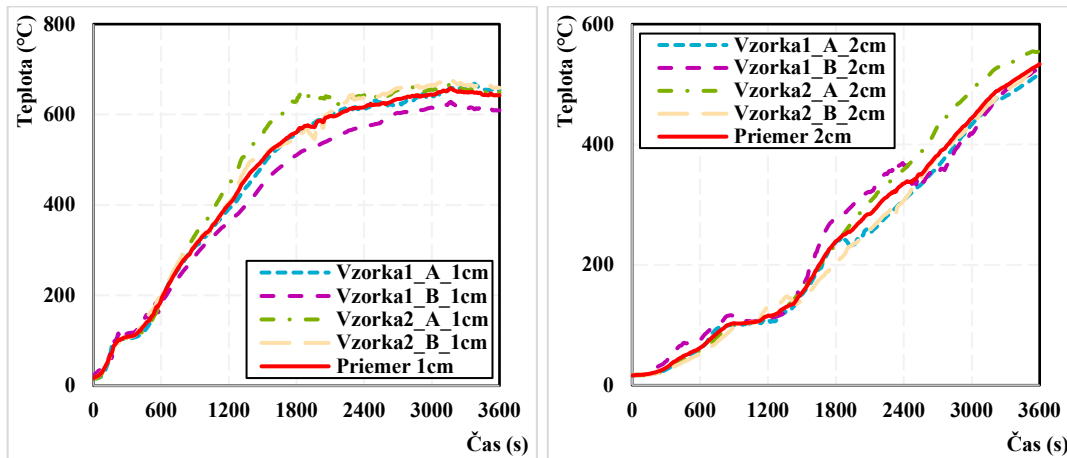 Teplota (°C)
800
600
400
200
0
Vzorka1_A_1cm
Vzorka1_B_1cm
Vzorka2_A_1cm
Vzorka2_B_1cm
Priemer 1cm
0 600 1200 1800 2400 3000 3600
Čas (s)
Teplota (°C)
600
400
200
0
Vzorka1_A_2cm
Vzorka1_B_2cm
Vzorka2_A_2cm
Vzorka2_B_2cm
Priemer 2cm
0 600 1200 1800 2400 3000 3600
Čas (s)